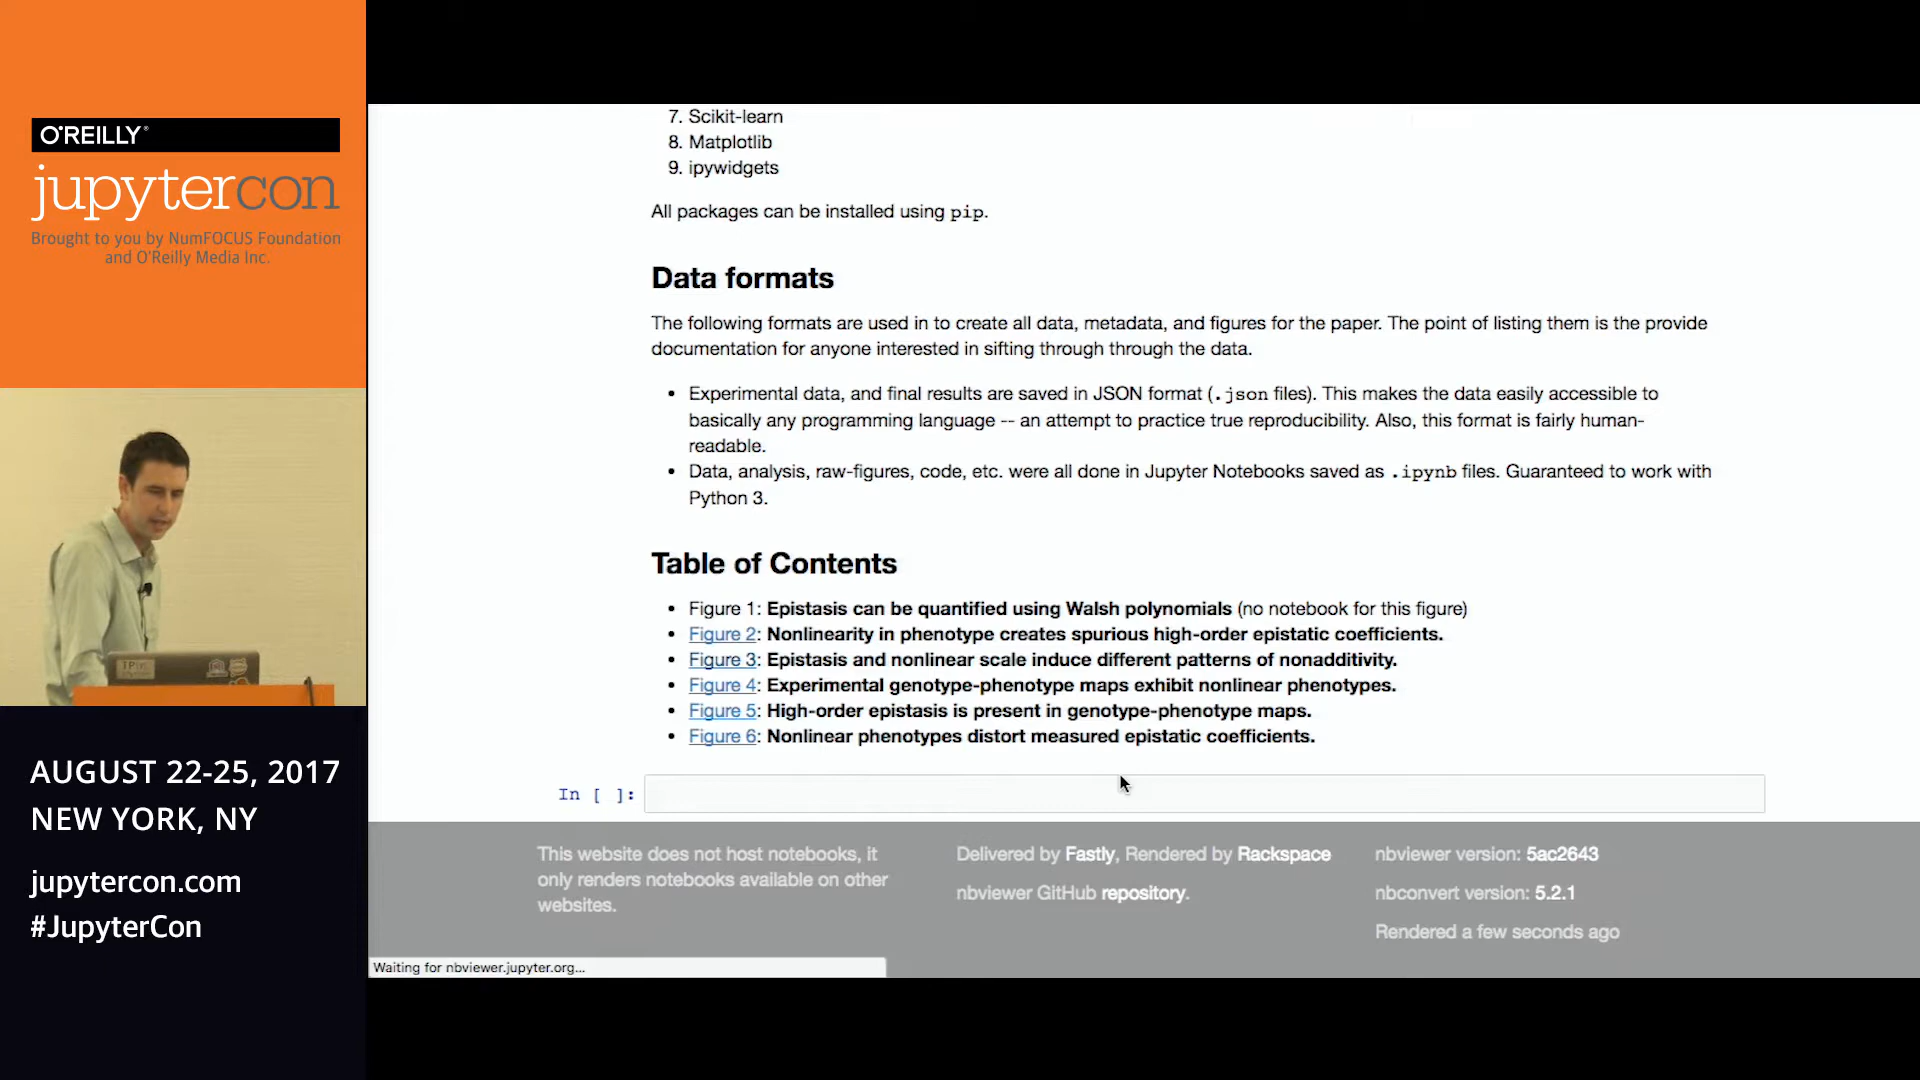 O'REILLY®
jupytercon
Brought to you by NumFOCUS Foundation
and O'Reilly Media Inc.
AUGUST 22-25, 2017
NEW YORK, NY
jupytercon.com
#JupyterCon
7. Scikit-learn
8. Matplotlib
9. ipywidgets
All packages can be installed using pip.
Data formats
The following formats are used in to create all data, metadata, and figures for the paper. The point of listing them is the provide
documentation for anyone interested in sifting through through the data.
• Experimental data, and final results are saved in JSON format (.json files). This makes the data easily accessible to
basically any programming language -- an attempt to practice true reproducibility. Also, this format is fairly human-
readable.
• Data, analysis, raw-figures, code, etc. were all done in Jupyter Notebooks saved as .ipynb files. Guaranteed to work with
Python 3.
Table of Contents
• Figure 1: Epistasis can be quantified using Walsh polynomials (no notebook for this figure)
• Figure 2: Nonlinearity in phenotype creates spurious high-order epistatic coefficients.
• Figure 3: Epistasis and nonlinear scale induce different patterns of nonadditivity.
• Figure 4: Experimental genotype-phenotype maps exhibit nonlinear phenotypes.
• Figure 5: High-order epistasis is present in genotype-phenotype maps.
• Figure 6: Nonlinear phenotypes distort measured epistatic coefficients.
In [ ]:
This website does not host notebooks, it
only renders notebooks available on other
websites.
Delivered by Fastly, Rendered by Rackspace
nbviewer GitHub repository.
nbviewer version: 5ac2643
nbconvert version: 5.2.1
Rendered a few seconds ago
Waiting for nbviewer.jupyter.org...